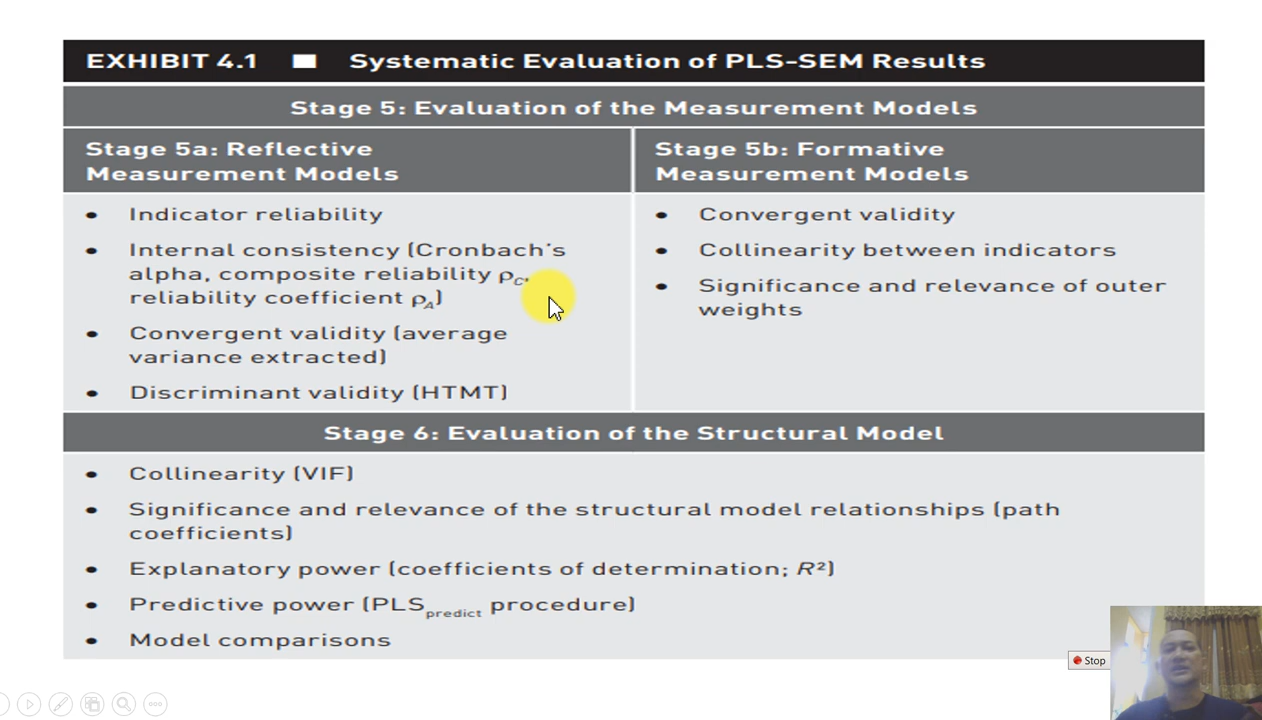 EXHIBIT 4.1 ■ Systematic Evaluation of PLS-SEM Results
Stage 5: Evaluation of the Measurement Models
Stage 5a: Reflective
Measurement Models
• Indicator reliability
• Internal consistency (Cronbach's
alpha, composite reliability ρC,
reliability coefficient ρA)
• Convergent validity (average
variance extracted)
• Discriminant validity (HTMT)
Stage 5b: Formative
Measurement Models
• Convergent validity
• Collinearity between indicators
• Significance and relevance of outer
weights
Stage 6: Evaluation of the Structural Model
• Collinearity (VIF)
• Significance and relevance of the structural model relationships (path
coefficients)
• Explanatory power (coefficients of determination; R²)
• Predictive power (PLSpredict procedure)
• Model comparisons
Stop